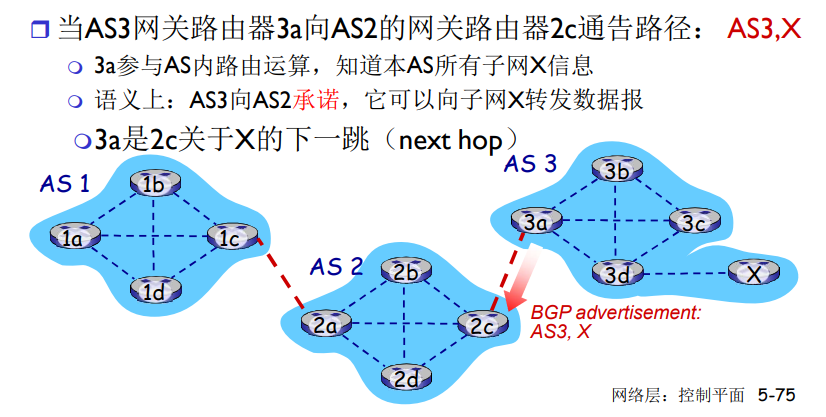 当AS3网关路由器3a向AS2的网关路由器2c通告路径： AS3,X
3a参与AS内路由运算，知道本AS所有子网X信息
语义上：AS3向AS2承诺，它可以向子网X转发数据报
3a是2c关于X的下一跳（next hop）
AS 1
1b
1a
1c
1d
AS 2
2b
2a
2c
2d
AS 3
3b
3a
3c
3d
X
BGP advertisement:
AS3, X
网络层：控制平面 5-75